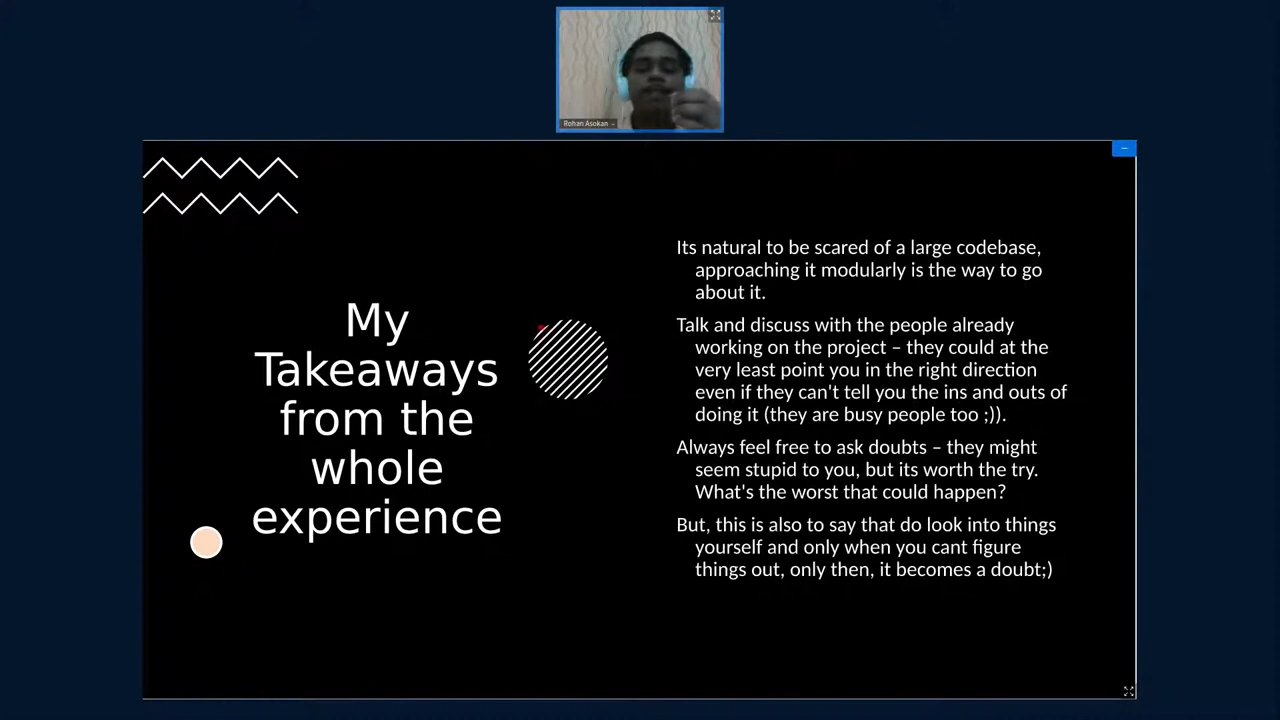 Rohan Asokan
My
Takeaways
from the
whole
experience
Its natural to be scared of a large codebase,
approaching it modularly is the way to go
about it.
Talk and discuss with the people already
working on the project – they could at the
very least point you in the right direction
even if they can't tell you the ins and outs of
doing it (they are busy people too ;)).
Always feel free to ask doubts – they might
seem stupid to you, but its worth the try.
What's the worst that could happen?
But, this is also to say that do look into things
yourself and only when you cant figure
things out, only then, it becomes a doubt;)